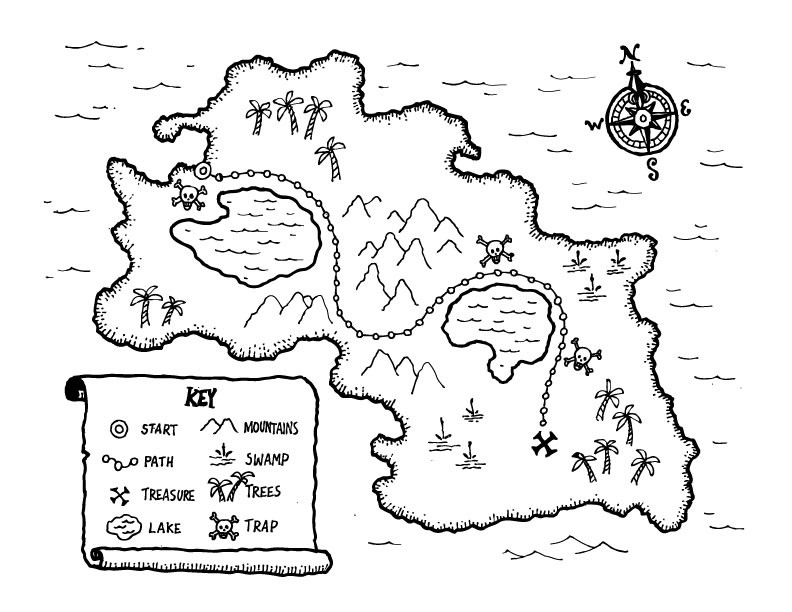 N
W E
S
KEY
START MOUNTAINS
PATH SWAMP
TREASURE TREES
LAKE TRAP